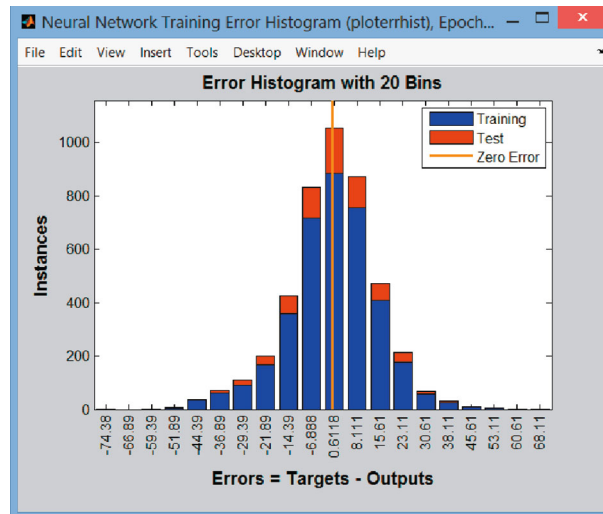 Neural Network Training Error Histogram (ploterrhist), Epoch...
File Edit View Insert Tools Desktop Window Help
Error Histogram with 20 Bins
Training
Test
Zero Error
1000
800
600
400
200
0
Instances
-74.38 -66.89 -59.39 -51.89 -44.39 -36.89 -29.39 -21.89 -14.39 -6.888 0.6118 8.111 15.61 23.11 30.61 38.11 45.61 53.11 60.61 68.11
Errors = Targets - Outputs